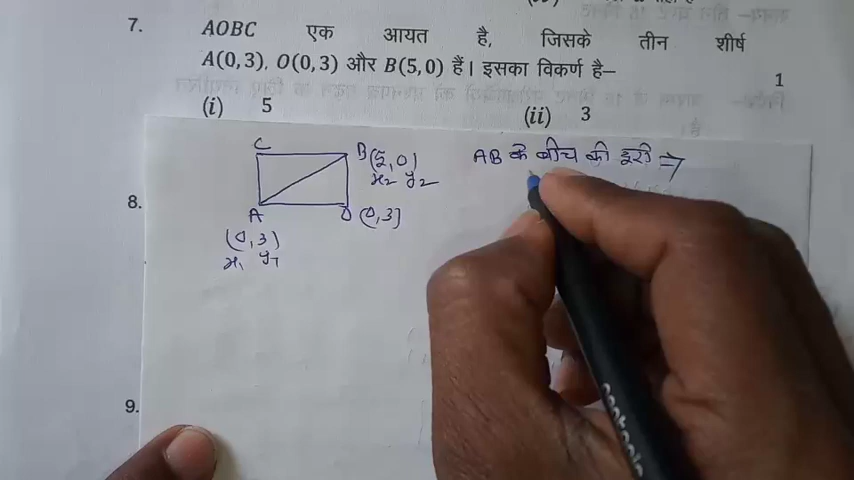 7. AOBC एक आयत है, जिसके तीन शीर्ष
A(0, 3), O(0, 3) और B(5, 0) हैं। इसका विकर्ण है–
1
(i) 5 (ii) 3
C B(5, 0) AB के बीच की दूरी ⇒
x₂ y₂
8. A O (0, 3]
(0, 3)
x₁ y₁
9.